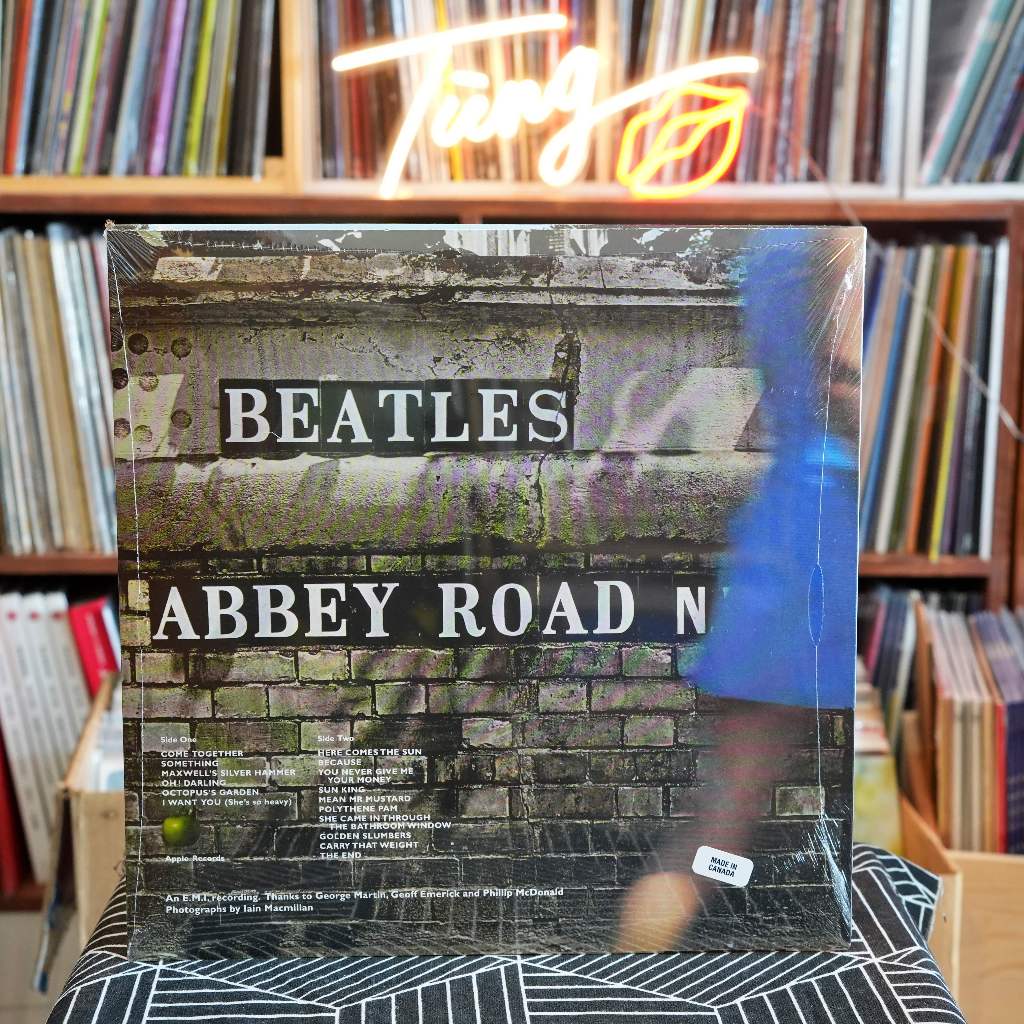 Tùng
BEATLES
ABBEY ROAD N
Side One
COME TOGETHER
SOMETHING
MAXWELL'S SILVER HAMMER
OH! DARLING
OCTOPUS'S GARDEN
I WANT YOU (She's so heavy)
Side Two
HERE COMES THE SUN
BECAUSE
YOU NEVER GIVE ME
YOUR MONEY
SUN KING
MEAN MR MUSTARD
POLYTHENE PAM
SHE CAME IN THROUGH
THE BATHROOM WINDOW
GOLDEN SLUMBERS
CARRY THAT WEIGHT
THE END
Apple Records
MADE IN
CANADA
An E.M.I. recording. Thanks to George Martin, Geoff Emerick and Phillip McDonald
Photographs by Iain Macmillan